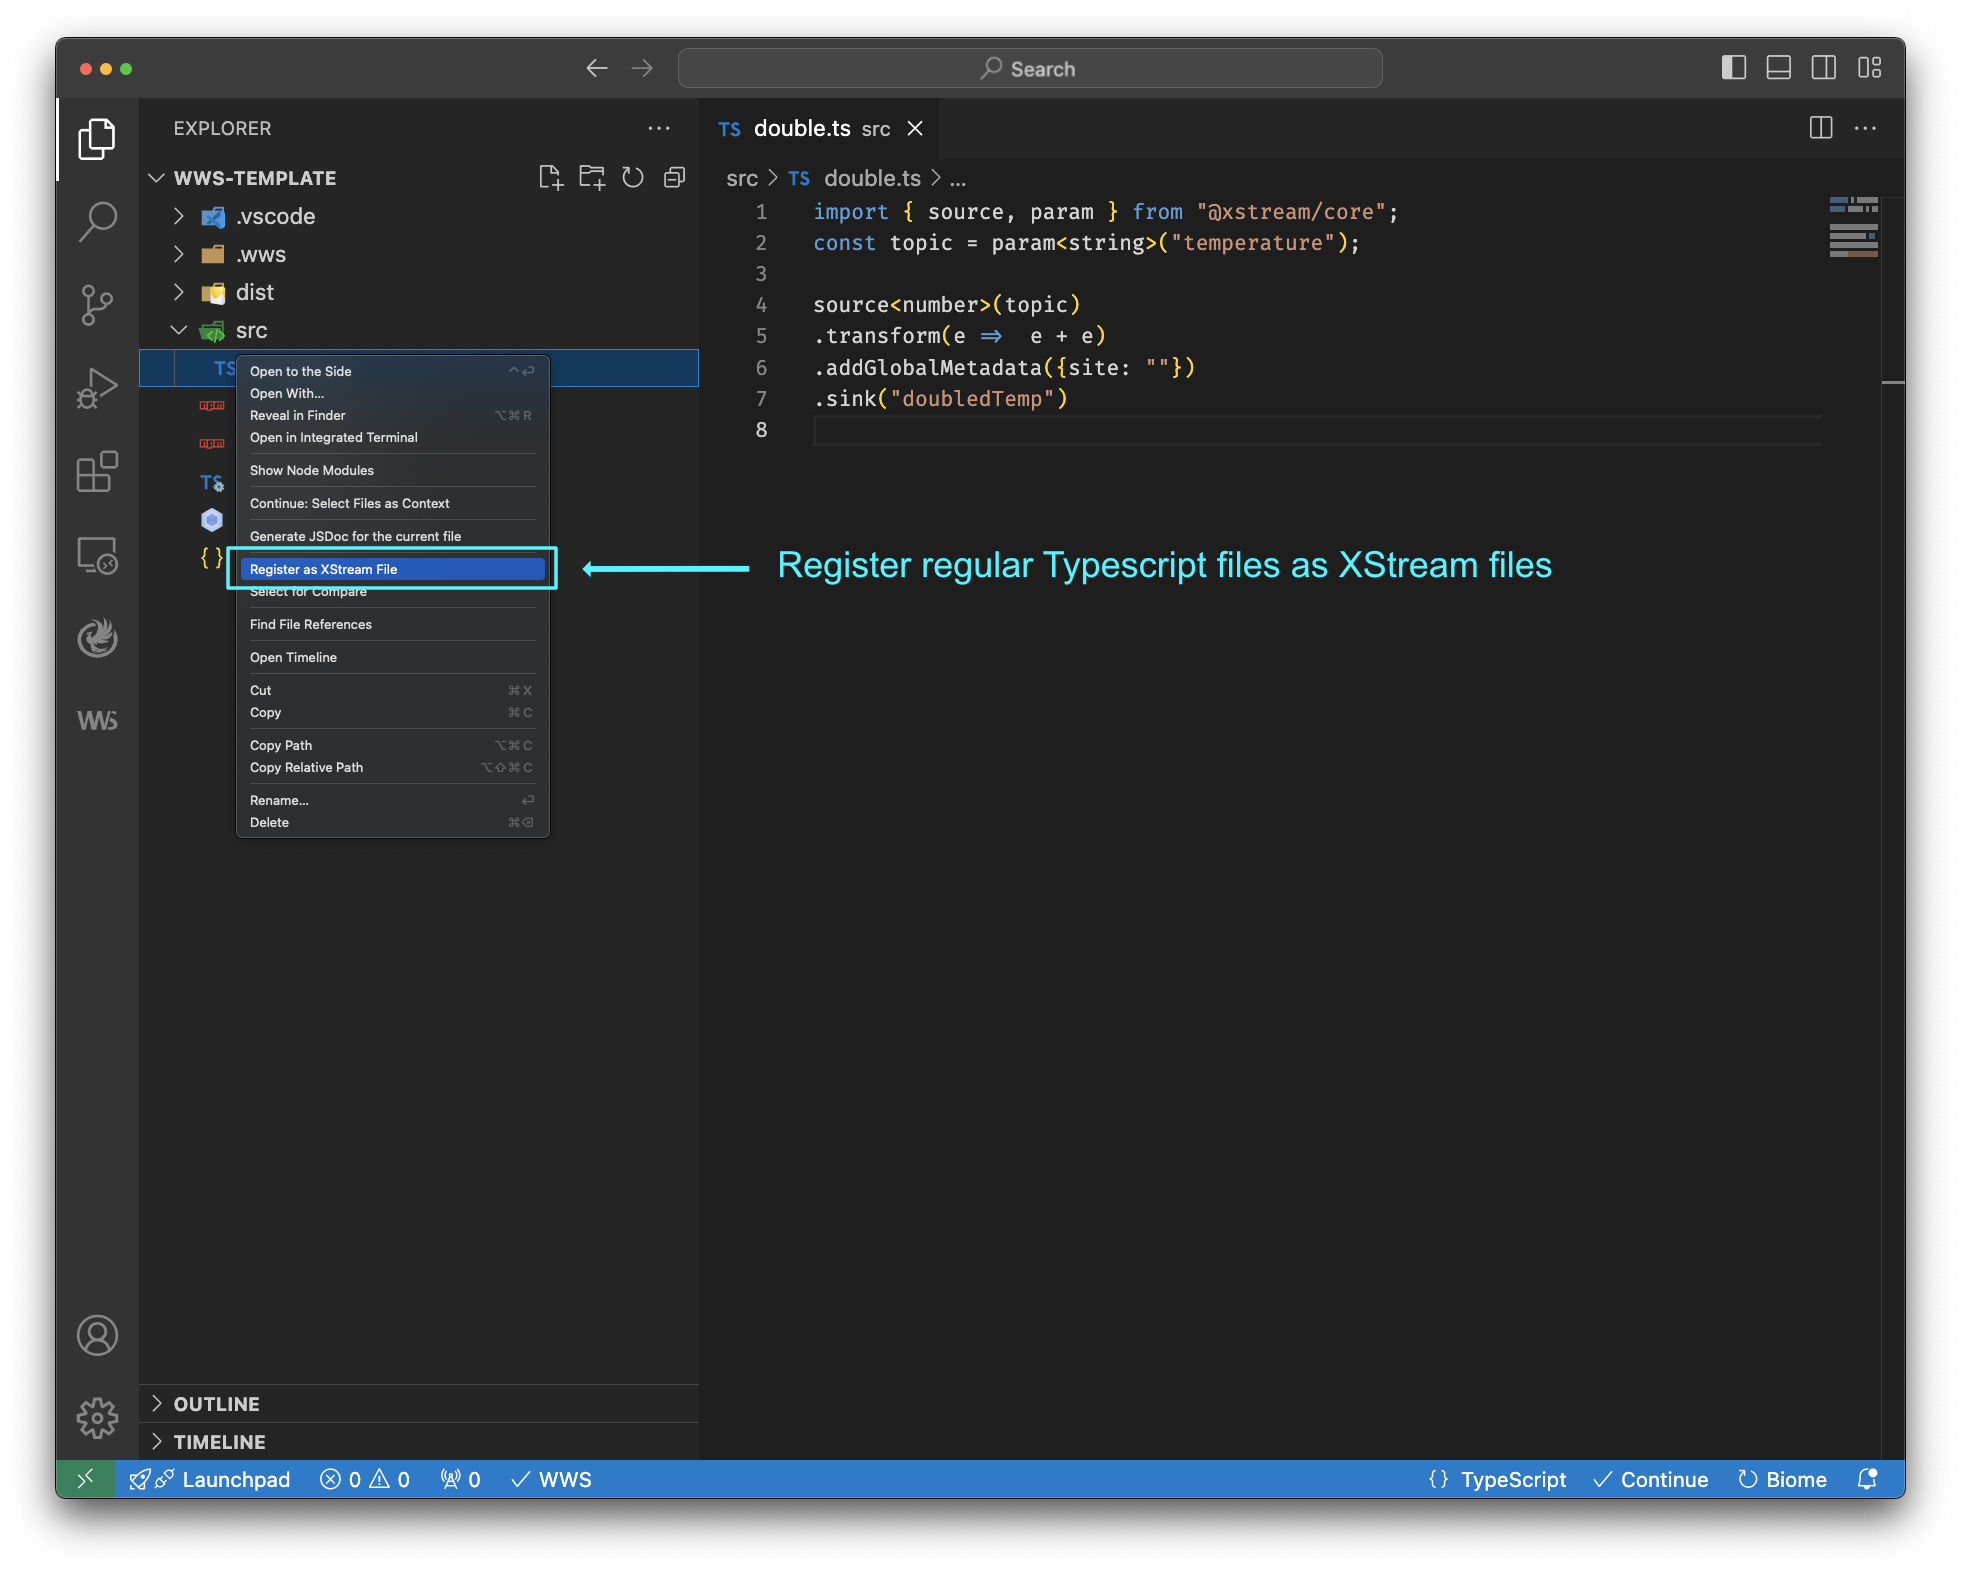 Search
EXPLORER
TS double.ts src
WWS-TEMPLATE
src > TS double.ts > ...
.vscode
.wws
dist
src
TS
TS
{}
1 import { source, param } from "@xstream/core";
2 const topic = param<string>("temperature");
3
4 source<number>(topic)
5 .transform(e ⇒ e + e)
6 .addGlobalMetadata({site: ""})
7 .sink("doubledTemp")
8
Open to the Side ⌃⏎
Open With...
Reveal in Finder ⌥⌘R
Open in Integrated Terminal
Show Node Modules
Continue: Select Files as Context
Generate JSDoc for the current file
Register as XStream File
Select for Compare
Find File References
Open Timeline
Cut ⌘X
Copy ⌘C
Copy Path ⌥⌘C
Copy Relative Path ⌥⇧⌘C
Rename... ⏎
Delete ⌘⌫
Register regular Typescript files as XStream files
WWS
OUTLINE
TIMELINE
Launchpad 0 0 0 WWS {} TypeScript Continue Biome